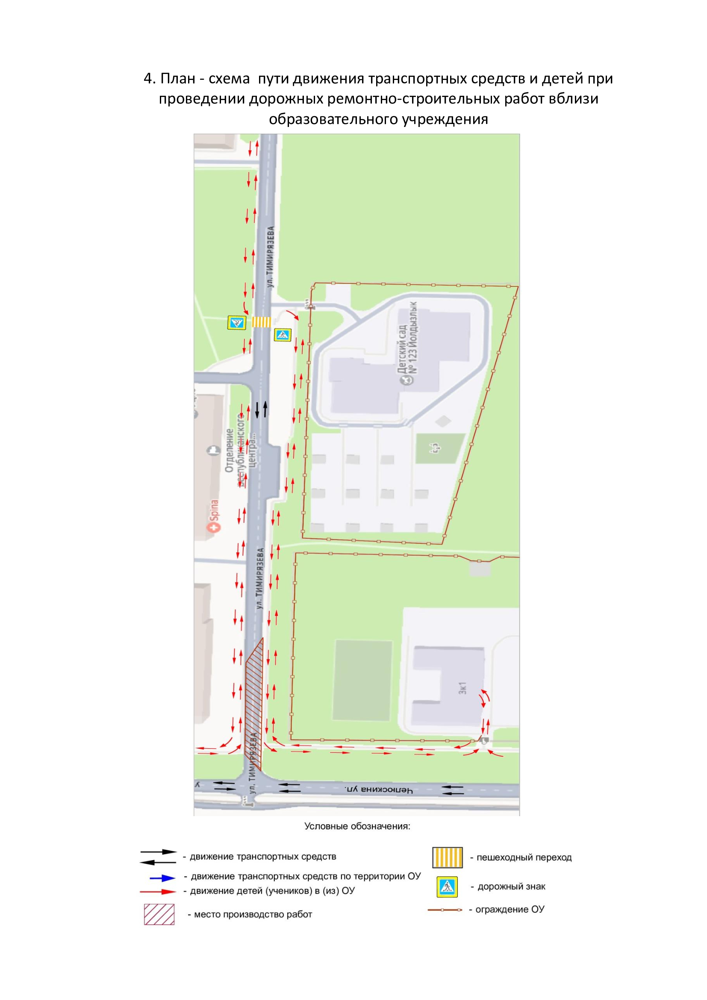 4. План - схема  пути движения транспортных средств и детей при
проведении дорожных ремонтно-строительных работ вблизи
образовательного учреждения
ул. ТИМИРЯЗЕВА
Детский сад
№ 123 Йолдызлык
Отделение
республиканского
центра...
Spina
ул. ТИМИРЯЗЕВА
3к1
ул. ТИМИРЯЗЕВА
У
Челюскина ул.
Условные обозначения:
- движение транспортных средств
- движение транспортных средств по территории ОУ
- движение детей (учеников) в (из) ОУ
- место производство работ
- пешеходный переход
- дорожный знак
- ограждение ОУ